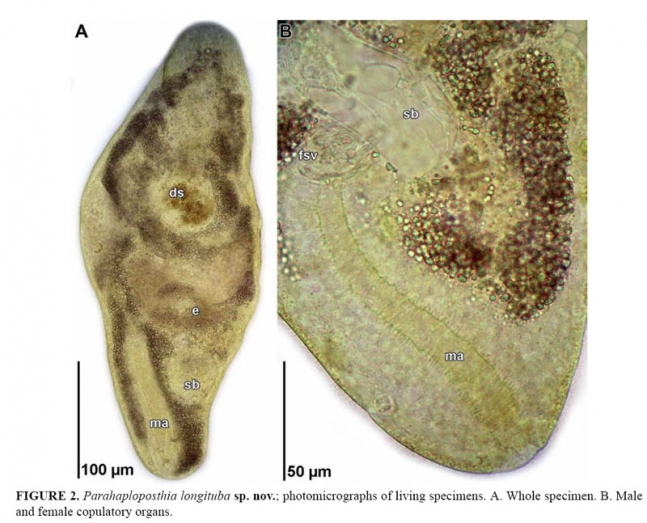 A
B
sb
fsv
ds
e
sb
ma
ma
100 µm
50 µm
FIGURE 2. Parahaploposthia longituba sp. nov.; photomicrographs of living specimens. A. Whole specimen. B. Male
and female copulatory organs.